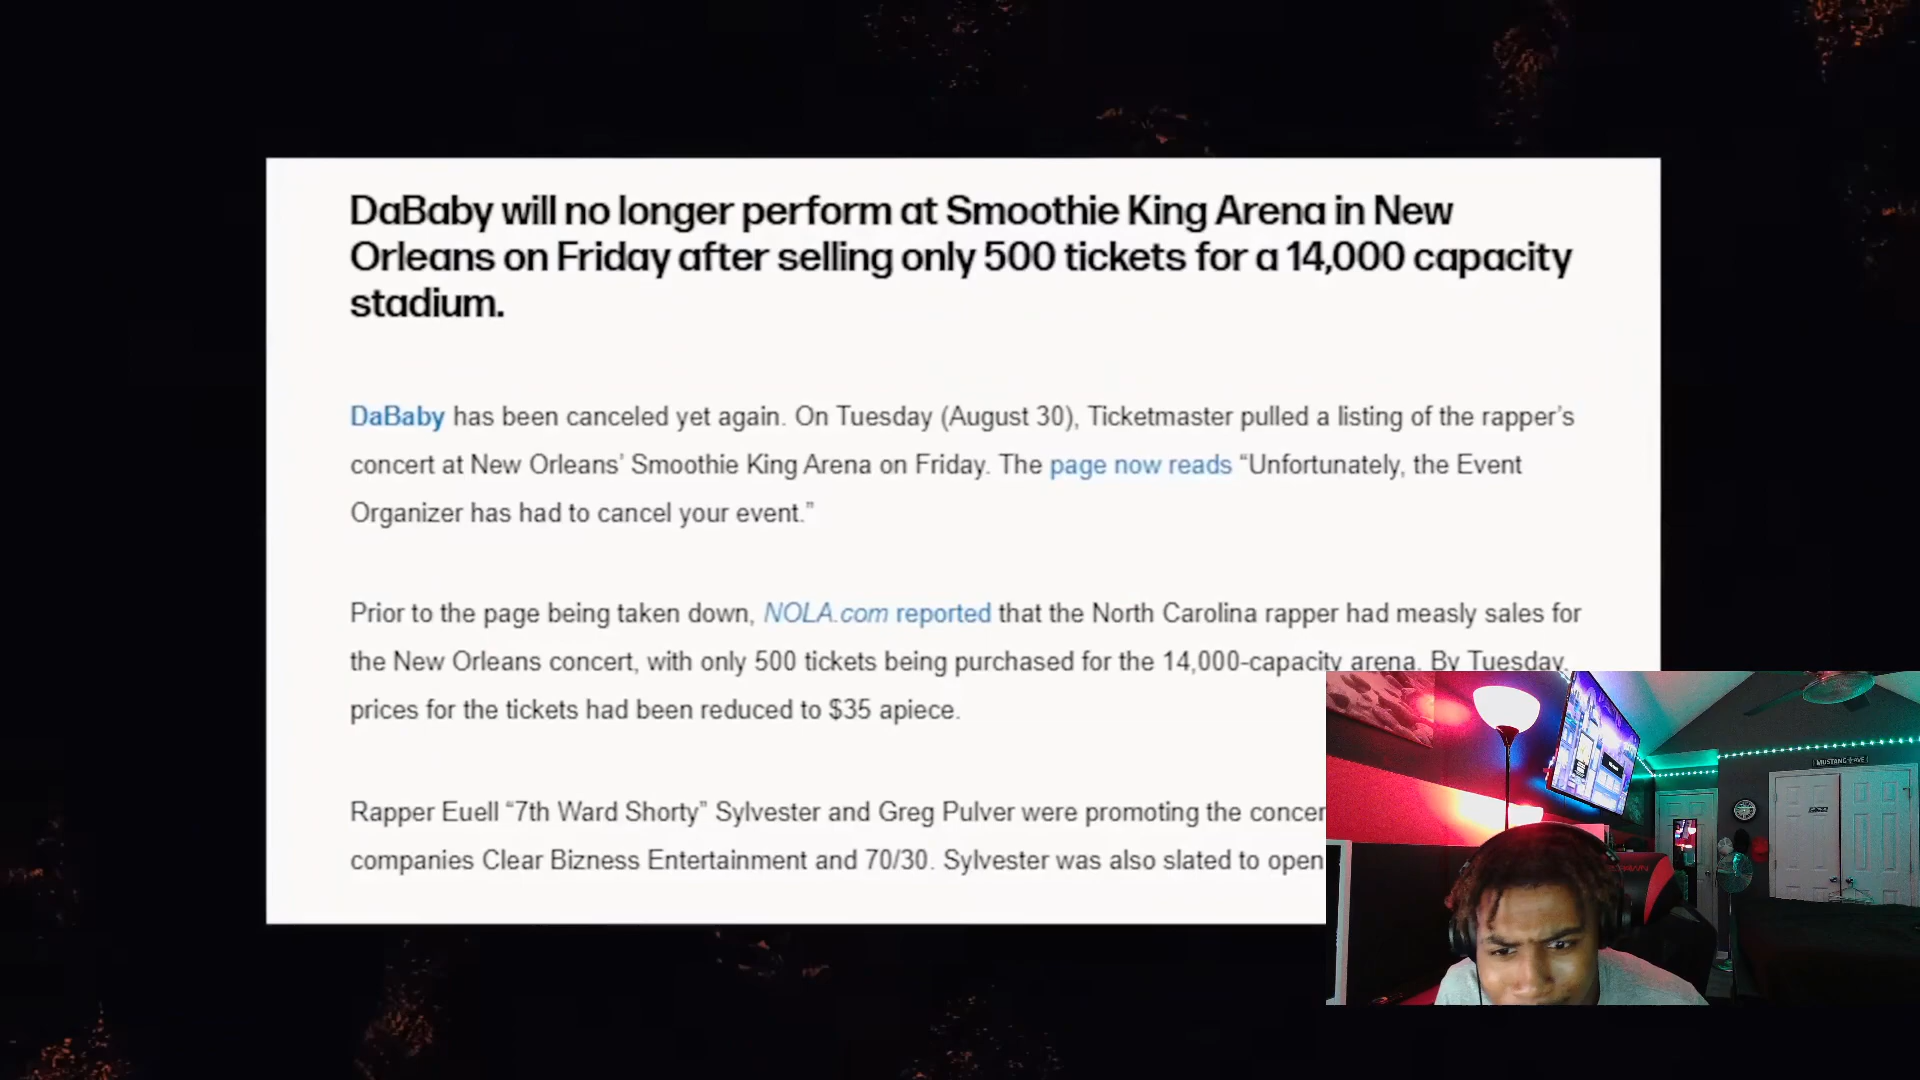 DaBaby will no longer perform at Smoothie King Arena in New
Orleans on Friday after selling only 500 tickets for a 14,000 capacity
stadium.
DaBaby has been canceled yet again. On Tuesday (August 30), Ticketmaster pulled a listing of the rapper’s
concert at New Orleans’ Smoothie King Arena on Friday. The page now reads “Unfortunately, the Event
Organizer has had to cancel your event.”
Prior to the page being taken down, NOLA.com reported that the North Carolina rapper had measly sales for
the New Orleans concert, with only 500 tickets being purchased for the 14,000-capacity arena. By Tuesday,
prices for the tickets had been reduced to $35 apiece.
Rapper Euell “7th Ward Shorty” Sylvester and Greg Pulver were promoting the concer
companies Clear Bizness Entertainment and 70/30. Sylvester was also slated to open
MUSTANG AVE